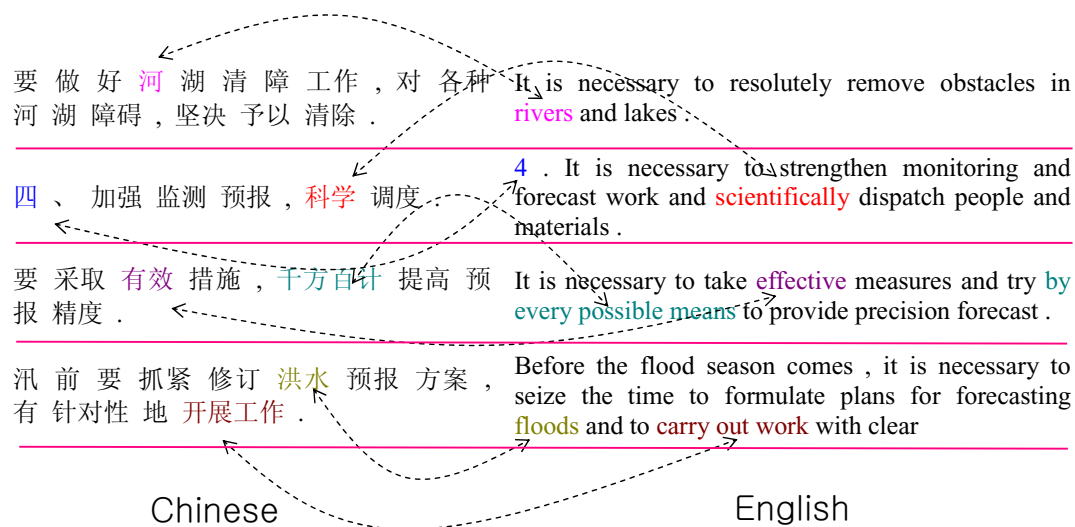 要 做 好 河 湖 清 障 工作 , 对 各种
河 湖 障碍 , 坚决 予以 清除 .
It is necessary to resolutely remove obstacles in
rivers and lakes .
四 、 加强 监测 预报 , 科学 调度 .
4 . It is necessary to strengthen monitoring and
forecast work and scientifically dispatch people and
materials .
要 采取 有效 措施 , 千方百计 提高 预
报 精度 .
It is necessary to take effective measures and try by
every possible means to provide precision forecast .
汛 前 要 抓紧 修订 洪水 预报 方案 ,
有 针对性 地 开展工作 .
Before the flood season comes , it is necessary to
seize the time to formulate plans for forecasting
floods and to carry out work with clear
Chinese
English